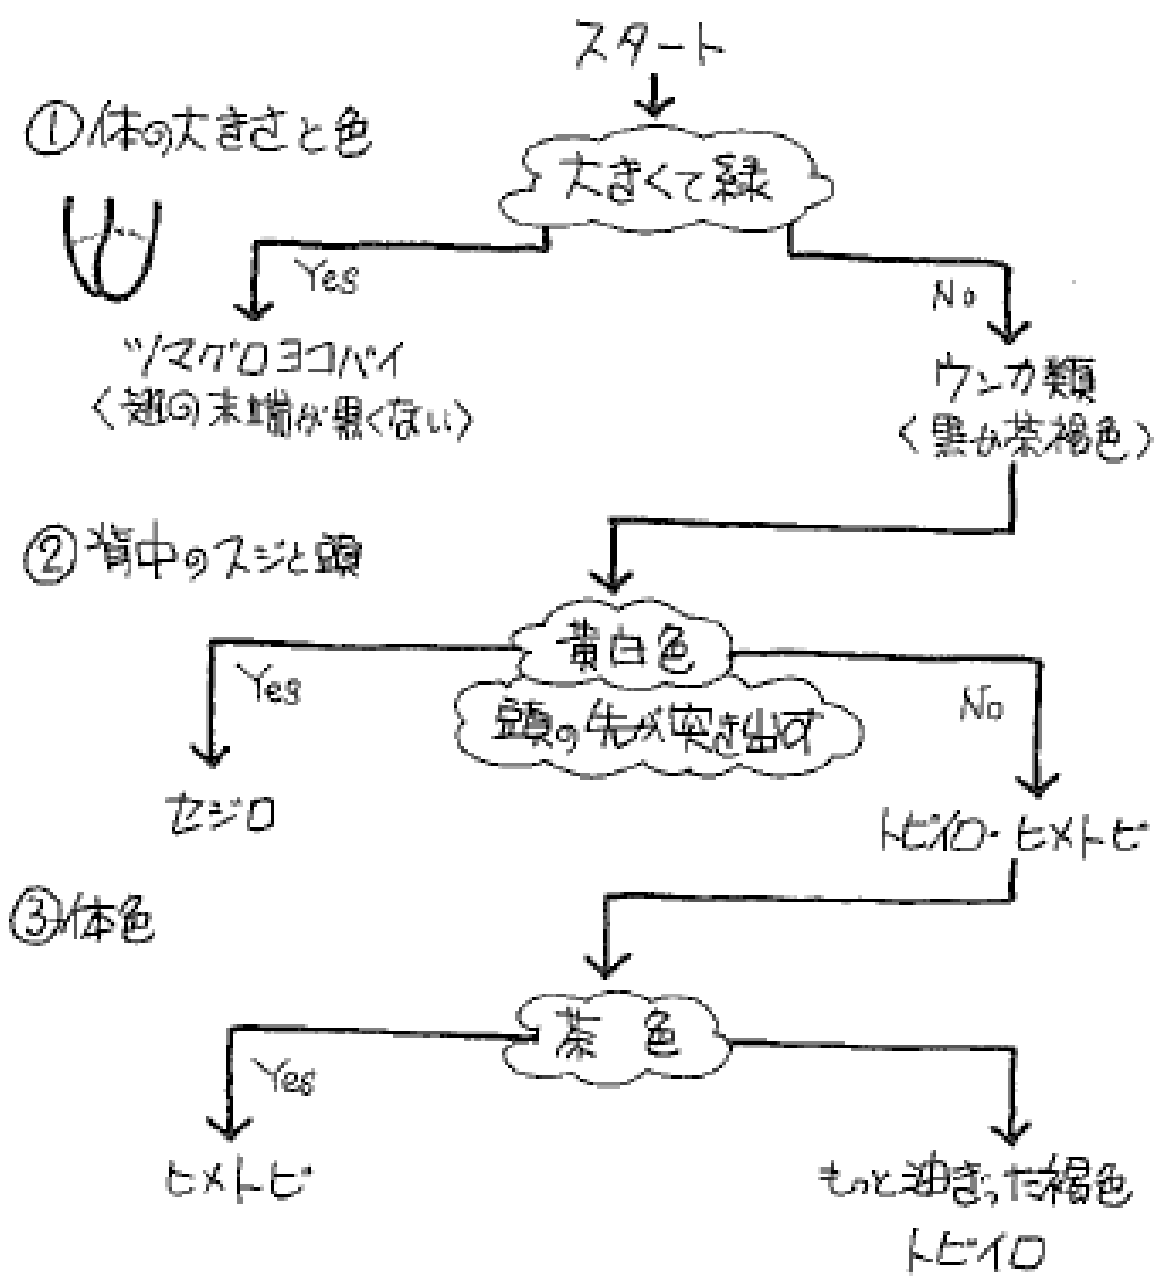 スタート
①体の大きさと色
大きくて緑
Yes
No
ツマグロヨコバイ
〈翅の末端が黒くない〉
ウンカ類
〈黒か茶褐色〉
②背中のスジと頭
黄白色
頭の先が突き出す
Yes
No
セジロ
トビイロ・ヒメトビ
③体色
茶色
Yes
ヒメトビ
もっと油ぎった褐色
トビイロ